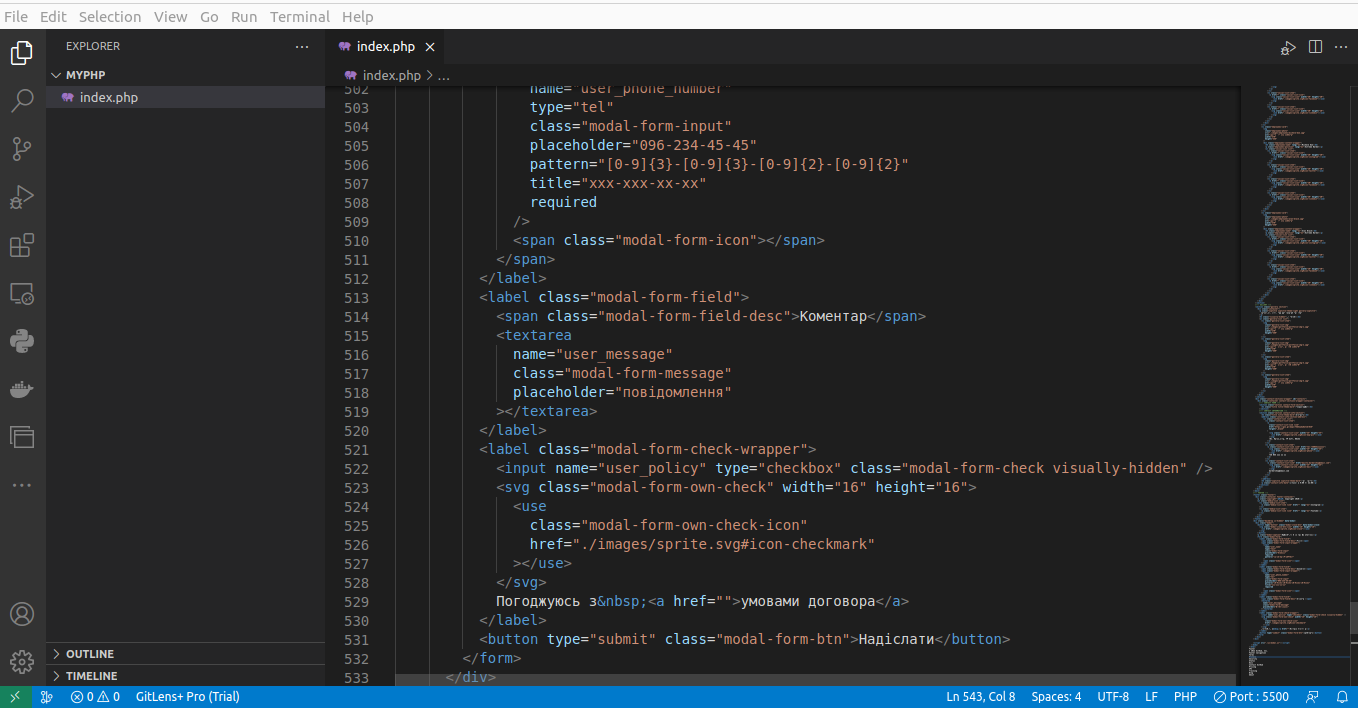 File Edit Selection View Go Run Terminal Help
EXPLORER
index.php
MYPHP
index.php > ...
index.php
502 name="user_phone_number"
503 type="tel"
504 class="modal-form-input"
505 placeholder="096-234-45-45"
506 pattern="[0-9]{3}-[0-9]{3}-[0-9]{2}-[0-9]{2}"
507 title="xxx-xxx-xx-xx"
508 required
509 />
510 <span class="modal-form-icon"></span>
511 </span>
512 </label>
513 <label class="modal-form-field">
514 <span class="modal-form-field-desc">Коментар</span>
515 <textarea
516 name="user_message"
517 class="modal-form-message"
518 placeholder="повідомлення"
519 ></textarea>
520 </label>
521 <label class="modal-form-check-wrapper">
522 <input name="user_policy" type="checkbox" class="modal-form-check visually-hidden" />
523 <svg class="modal-form-own-check" width="16" height="16">
524 <use
525 class="modal-form-own-check-icon"
526 href="./images/sprite.svg#icon-checkmark"
527 ></use>
528 </svg>
529 Погоджуюсь з&nbsp;<a href="">умовами договора</a>
530 </label>
531 <button type="submit" class="modal-form-btn">Надіслати</button>
532 </form>
533 </div>
OUTLINE
TIMELINE
0 0 GitLens+ Pro (Trial) Ln 543, Col 8 Spaces: 4 UTF-8 LF PHP Port : 5500